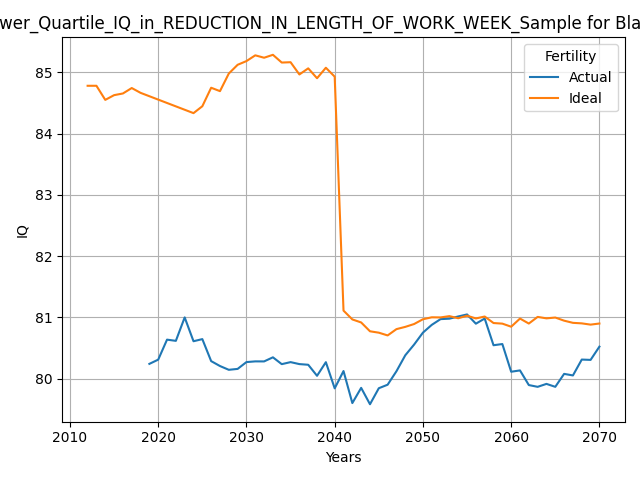 wer_Quartile_IQ_in_REDUCTION_IN_LENGTH_OF_WORK_WEEK_Sample for Bla
Fertility
Actual
Ideal
85
84
83
82
81
80
IQ
2010 2020 2030 2040 2050 2060 2070
Years